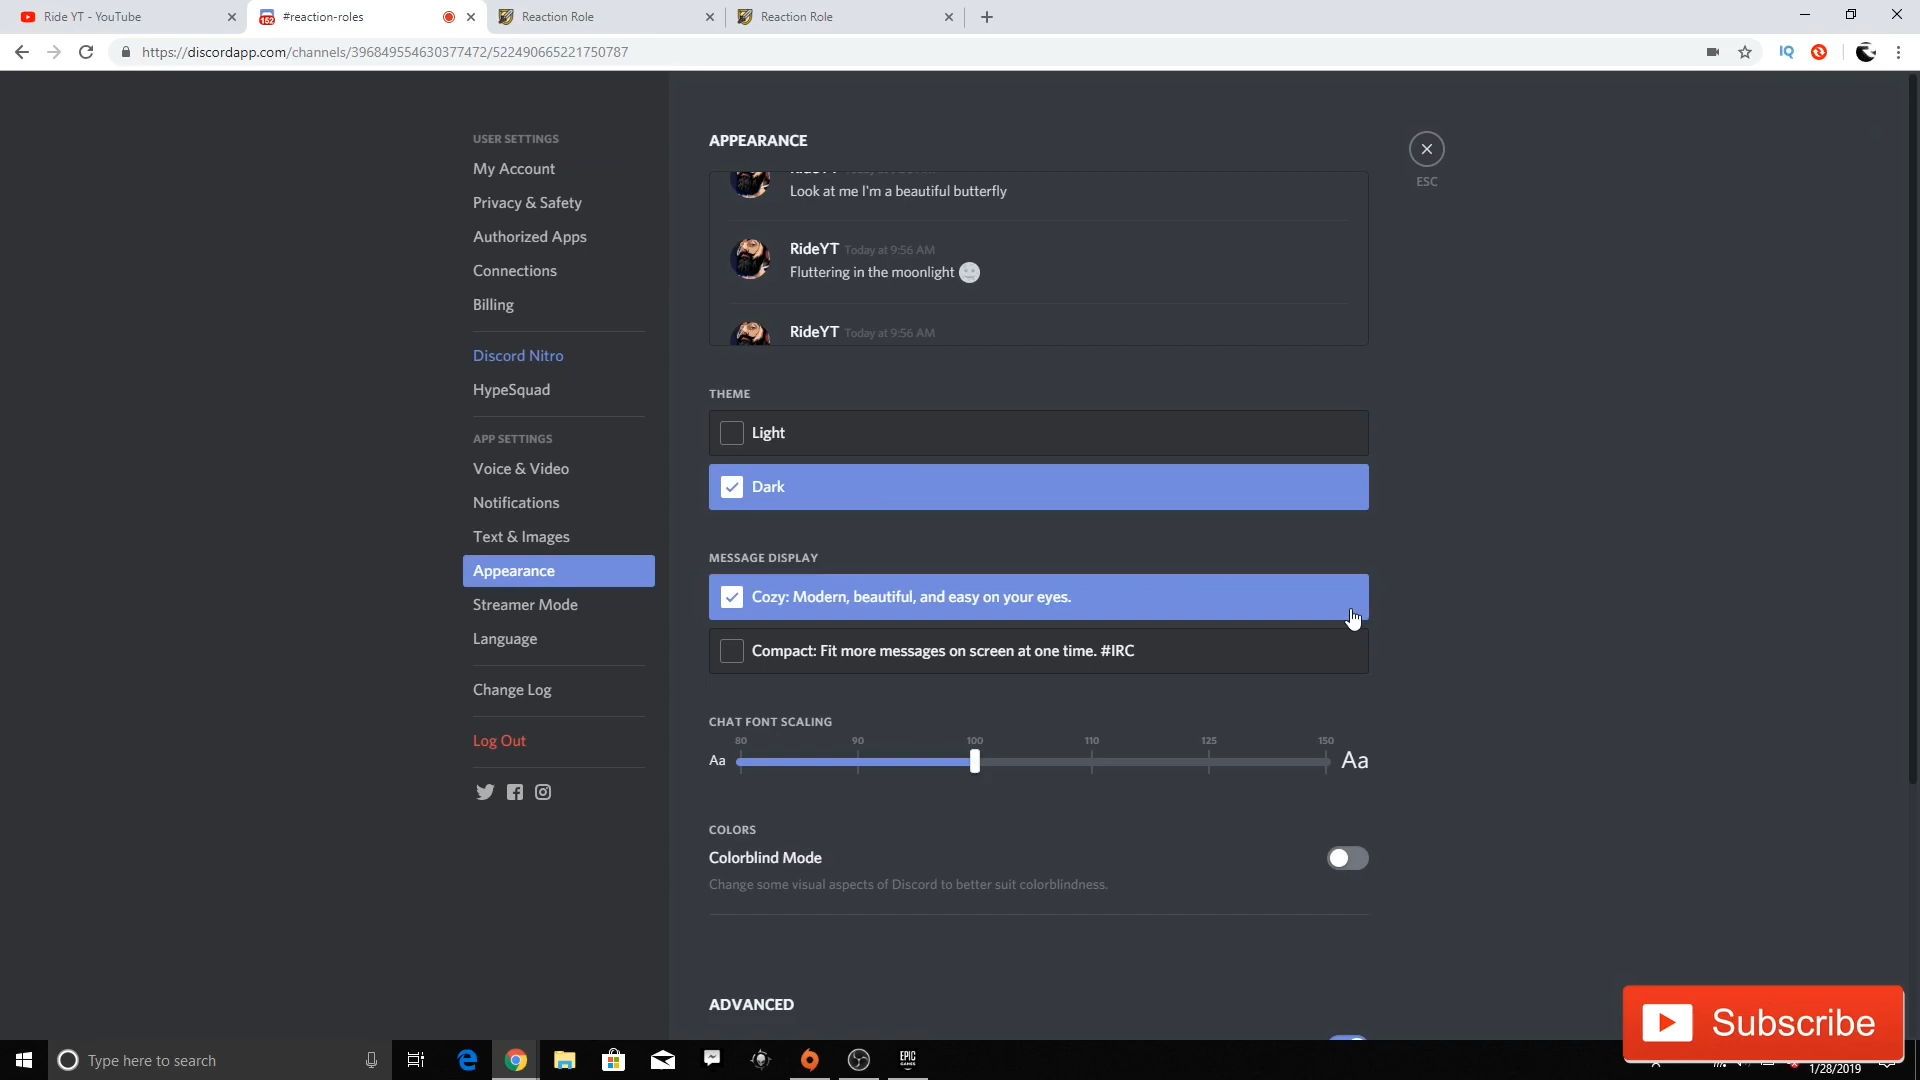 Ride YT - YouTube
#reaction-roles
Reaction Role
Reaction Role
https://discordapp.com/channels/396849554630377472/522490665221750787
IQ
152
USER SETTINGS
My Account
Privacy & Safety
Authorized Apps
Connections
Billing
Discord Nitro
HypeSquad
APP SETTINGS
Voice & Video
Notifications
Text & Images
Appearance
Streamer Mode
Language
Change Log
Log Out
APPEARANCE
ESC
Look at me I'm a beautiful butterfly
RideYT Today at 9:56 AM
Fluttering in the moonlight
RideYT Today at 9:56 AM
THEME
Light
Dark
MESSAGE DISPLAY
Cozy: Modern, beautiful, and easy on your eyes.
Compact: Fit more messages on screen at one time. #IRC
CHAT FONT SCALING
80 90 100 110 125 150
Aa Aa
COLORS
Colorblind Mode
Change some visual aspects of Discord to better suit colorblindness.
ADVANCED
Subscribe
Type here to search
EPIC GAMES
1/28/2019